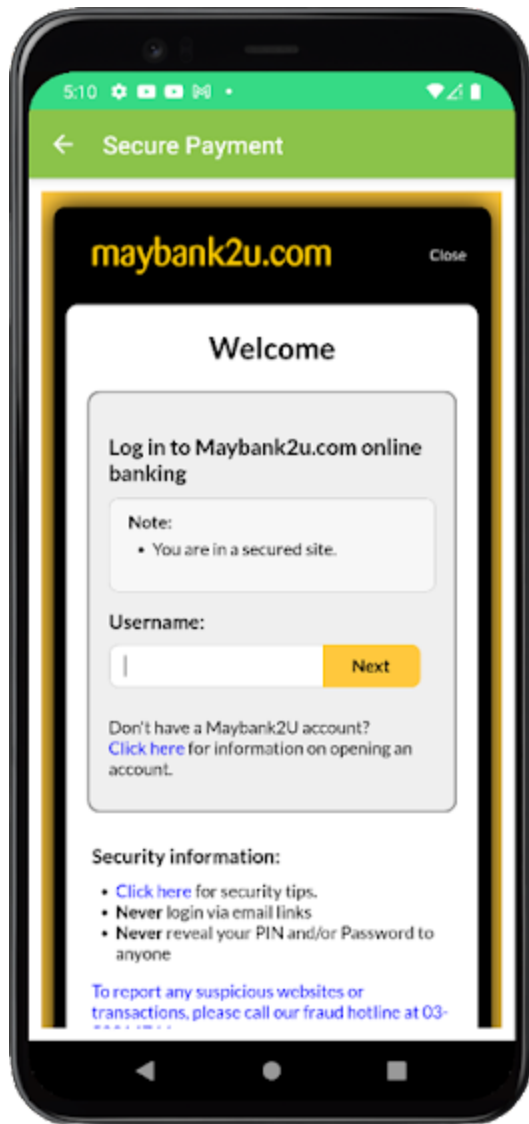 5:10
Secure Payment
maybank2u.com
Close
Welcome
Log in to Maybank2u.com online
banking
Note:
• You are in a secured site.
Username:
Next
Don't have a Maybank2U account?
Click here for information on opening an
account.
Security information:
• Click here for security tips.
• Never login via email links
• Never reveal your PIN and/or Password to
anyone
To report any suspicious websites or
transactions, please call our fraud hotline at 03-